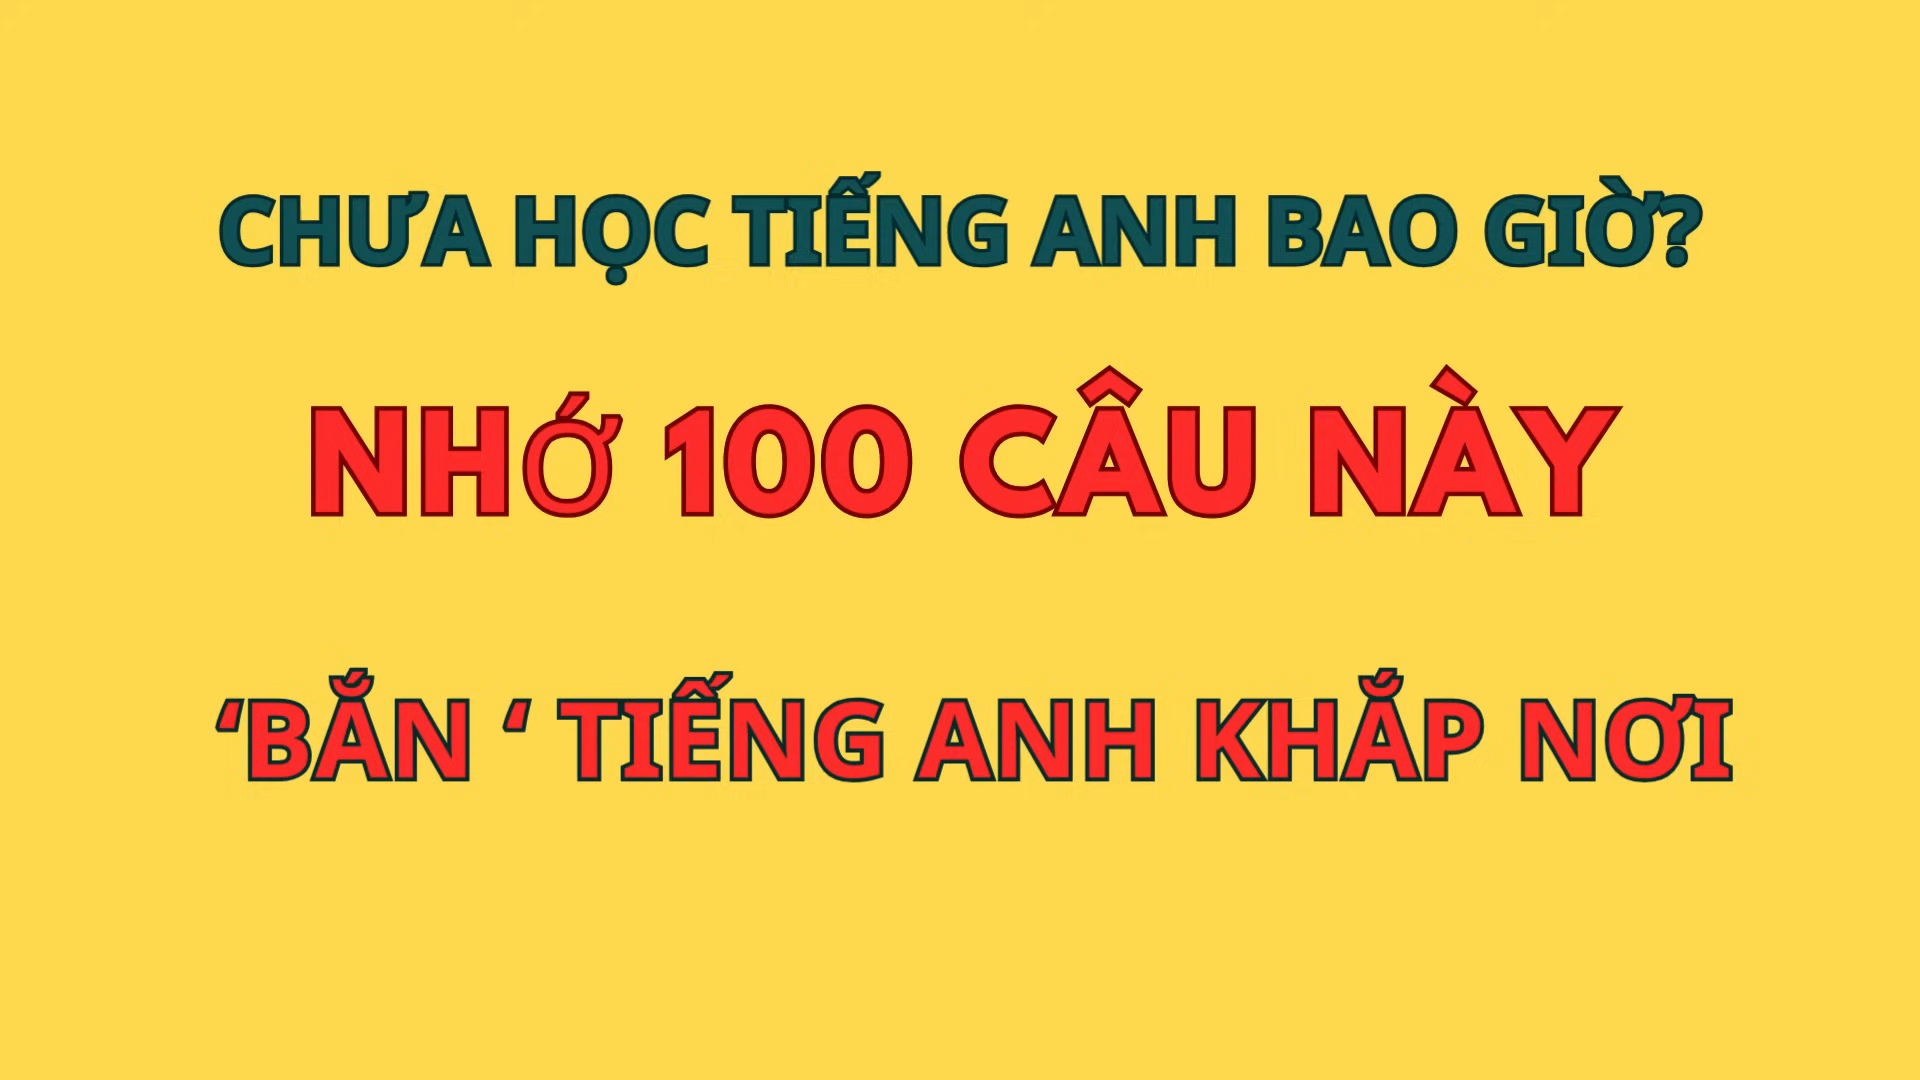 CHƯA HỌC TIẾNG ANH BAO GIỜ?
NHỚ 100 CÂU NÀY
‘BẮN ‘ TIẾNG ANH KHẮP NƠI